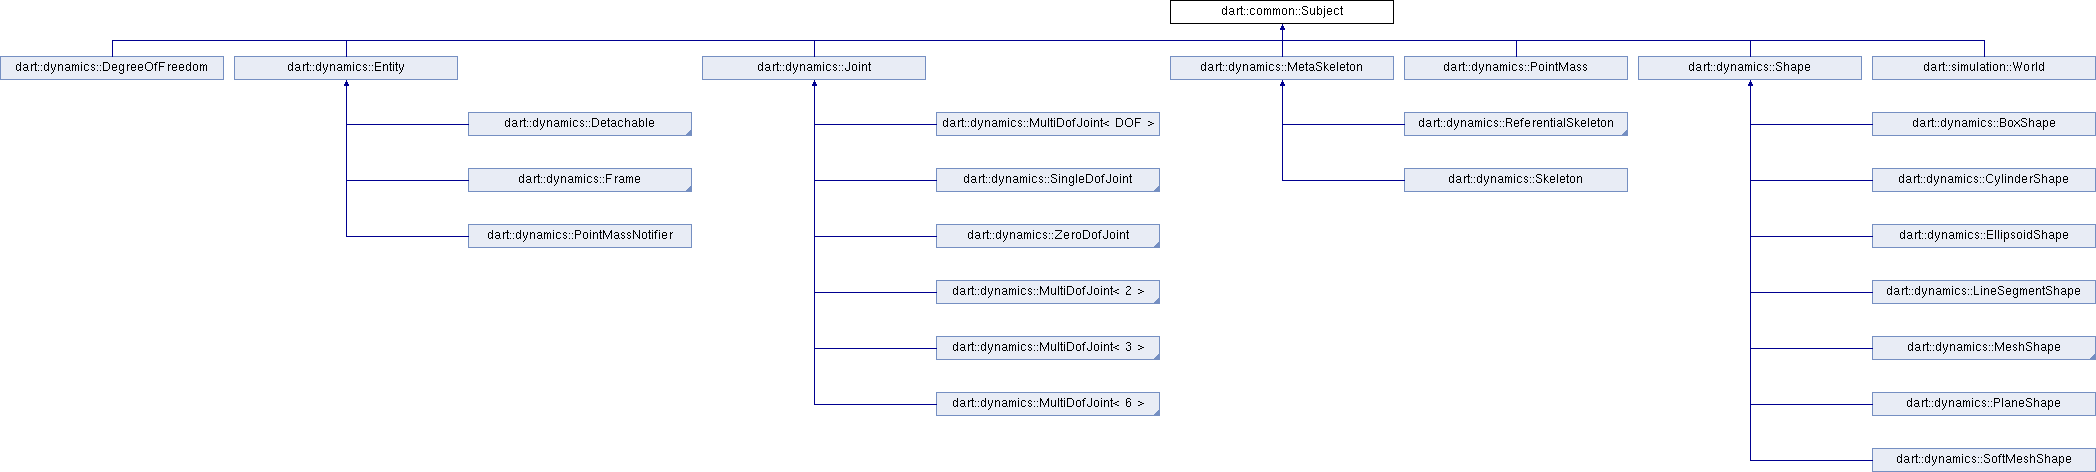 dart::common::Subject
dart::dynamics::DegreeOfFreedom
dart::dynamics::Entity
dart::dynamics::Joint
dart::dynamics::MetaSkeleton
dart::dynamics::PointMass
dart::dynamics::Shape
dart::simulation::World
dart::dynamics::Detachable
dart::dynamics::MultiDofJoint< DOF >
dart::dynamics::ReferentialSkeleton
dart::dynamics::BoxShape
dart::dynamics::Frame
dart::dynamics::SingleDofJoint
dart::dynamics::Skeleton
dart::dynamics::CylinderShape
dart::dynamics::PointMassNotifier
dart::dynamics::ZeroDofJoint
dart::dynamics::EllipsoidShape
dart::dynamics::MultiDofJoint< 2 >
dart::dynamics::LineSegmentShape
dart::dynamics::MultiDofJoint< 3 >
dart::dynamics::MeshShape
dart::dynamics::MultiDofJoint< 6 >
dart::dynamics::PlaneShape
dart::dynamics::SoftMeshShape